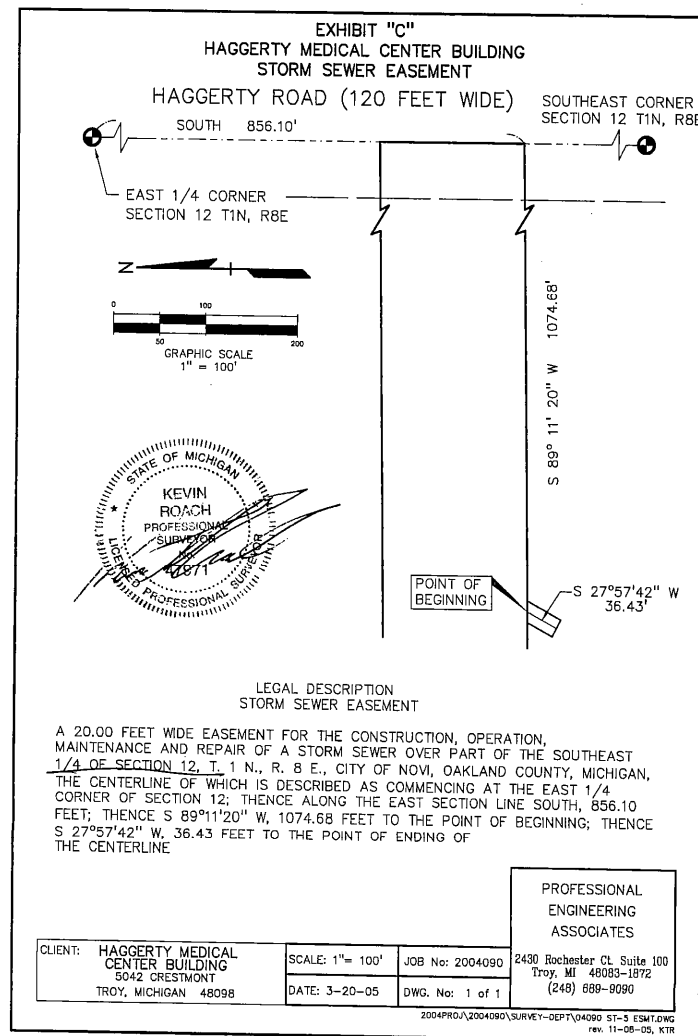 EXHIBIT "C"
HAGGERTY MEDICAL CENTER BUILDING
STORM SEWER EASEMENT
HAGGERTY ROAD (120 FEET WIDE)
SOUTHEAST CORNER
SECTION 12 T1N, R8E
SOUTH 856.10'
EAST 1/4 CORNER
SECTION 12 T1N, R8E
N
0 100
50 200
GRAPHIC SCALE
1" = 100'
S 89° 11' 20" W 1074.68'
STATE OF MICHIGAN
KEVIN
ROACH
PROFESSIONAL
SURVEYOR
No.
47871
LICENSED PROFESSIONAL SURVEYOR
POINT OF
BEGINNING
S 27°57'42" W
36.43'
LEGAL DESCRIPTION
STORM SEWER EASEMENT
A 20.00 FEET WIDE EASEMENT FOR THE CONSTRUCTION, OPERATION,
MAINTENANCE AND REPAIR OF A STORM SEWER OVER PART OF THE SOUTHEAST
1/4 OF SECTION 12, T. 1 N., R. 8 E., CITY OF NOVI, OAKLAND COUNTY, MICHIGAN,
THE CENTERLINE OF WHICH IS DESCRIBED AS COMMENCING AT THE EAST 1/4
CORNER OF SECTION 12; THENCE ALONG THE EAST SECTION LINE SOUTH, 856.10
FEET; THENCE S 89°11'20" W, 1074.68 FEET TO THE POINT OF BEGINNING; THENCE
S 27°57'42" W, 36.43 FEET TO THE POINT OF ENDING OF
THE CENTERLINE
PROFESSIONAL
ENGINEERING
ASSOCIATES
2430 Rochester Ct. Suite 100
Troy, MI 48083-1872
(248) 689-9090
CLIENT: HAGGERTY MEDICAL
CENTER BUILDING
5042 CRESTMONT
TROY, MICHIGAN 48098
SCALE: 1"= 100'
JOB No: 2004090
DATE: 3-20-05
DWG. No: 1 of 1
2004PROJ\2004090\SURVEY-DEPT\04090 ST-5 ESMT.DWG
rev. 11-08-05, KTR